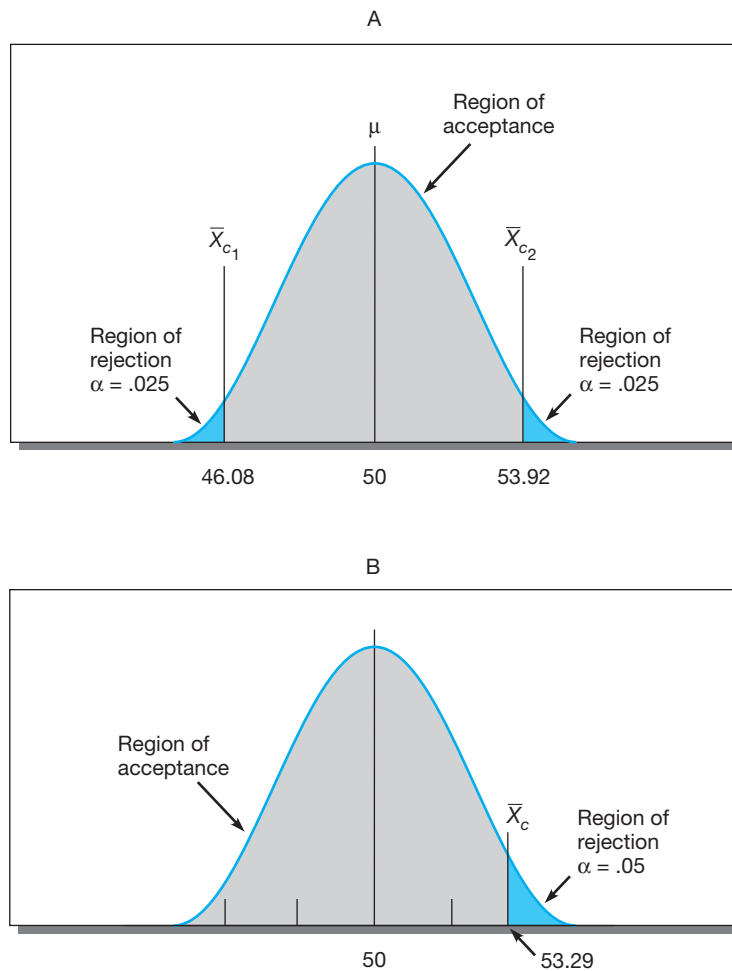 A
Region of
acceptance
μ
X̄c₁
X̄c₂
Region of
rejection
α = .025
Region of
rejection
α = .025
46.08
50
53.92
B
Region of
acceptance
X̄c
Region of
rejection
α = .05
50
53.29